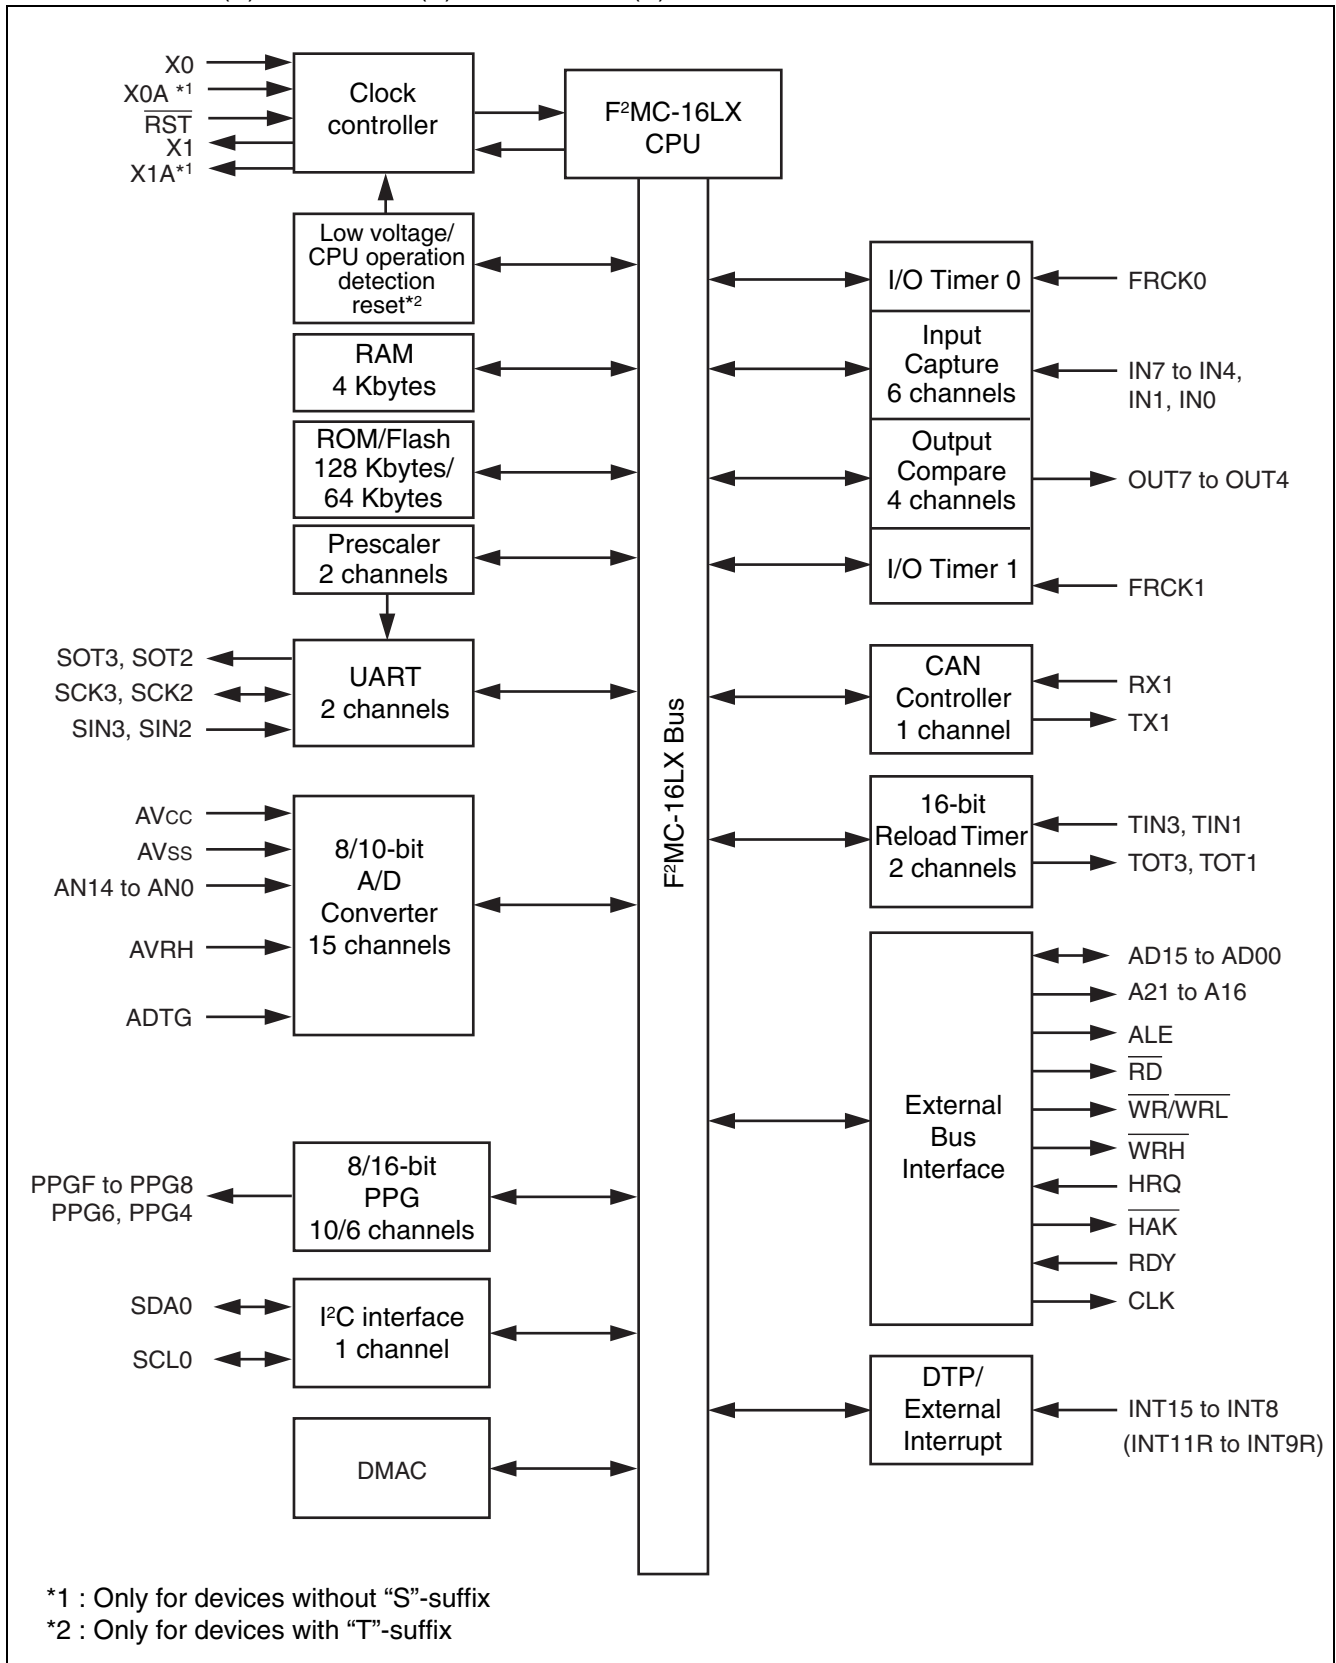 X0
X0A *1
RST
X1
X1A*1
Clock
controller
F²MC-16LX
CPU
Low voltage/
CPU operation
detection
reset*2
RAM
4 Kbytes
ROM/Flash
128 Kbytes/
64 Kbytes
Prescaler
2 channels
SOT3, SOT2
SCK3, SCK2
SIN3, SIN2
UART
2 channels
AVCC
AVSS
AN14 to AN0
AVRH
ADTG
8/10-bit
A/D
Converter
15 channels
PPGF to PPG8
PPG6, PPG4
8/16-bit
PPG
10/6 channels
SDA0
SCL0
I²C interface
1 channel
DMAC
F²MC-16LX Bus
I/O Timer 0
FRCK0
Input
Capture
6 channels
IN7 to IN4,
IN1, IN0
Output
Compare
4 channels
OUT7 to OUT4
I/O Timer 1
FRCK1
CAN
Controller
1 channel
RX1
TX1
16-bit
Reload Timer
2 channels
TIN3, TIN1
TOT3, TOT1
External
Bus
Interface
AD15 to AD00
A21 to A16
ALE
RD
WR/WRL
WRH
HRQ
HAK
RDY
CLK
DTP/
External
Interrupt
INT15 to INT8
(INT11R to INT9R)
*1 : Only for devices without “S”-suffix
*2 : Only for devices with “T”-suffix